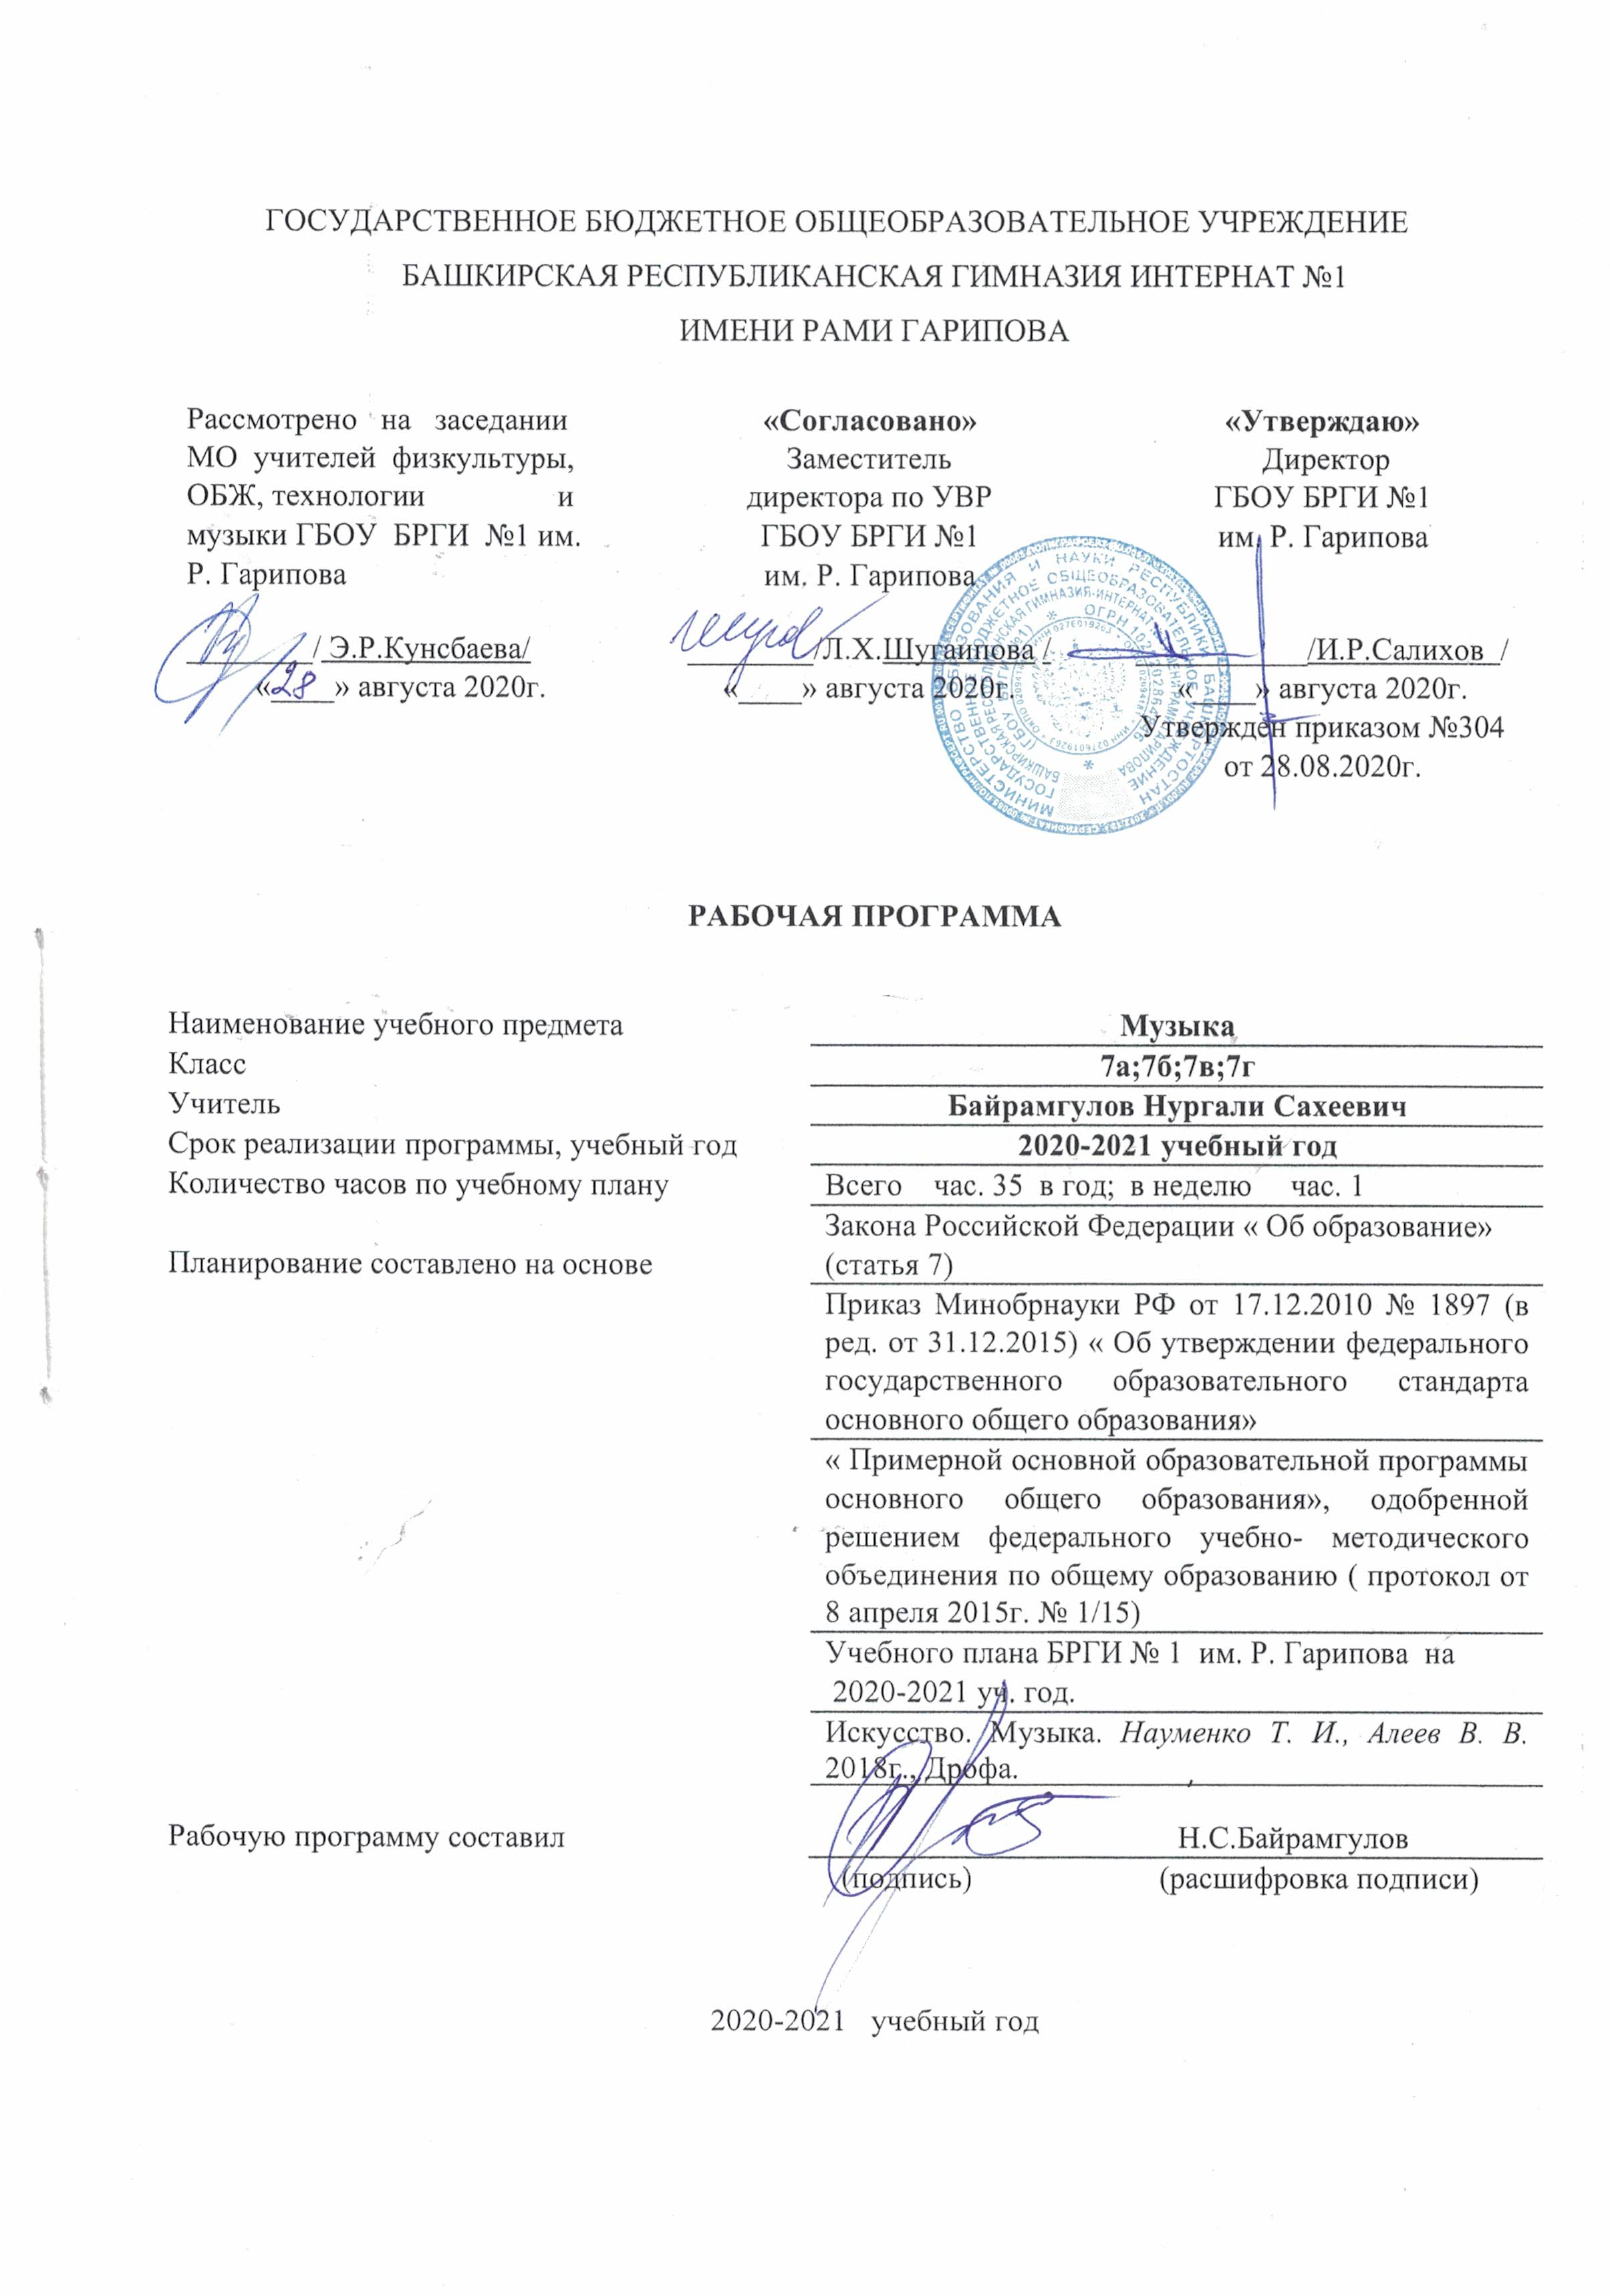 ГОСУДАРСТВЕННОЕ БЮДЖЕТНОЕ ОБЩЕОБРАЗОВАТЕЛЬНОЕ УЧРЕЖДЕНИЕ
БАШКИРСКАЯ РЕСПУБЛИКАНСКАЯ ГИМНАЗИЯ ИНТЕРНАТ №1
ИМЕНИ РАМИ ГАРИПОВА
Рассмотрено на заседании
МО учителей физкультуры,
ОБЖ, технологии и
музыки ГБОУ БРГИ №1 им.
Р. Гарипова
/ Э.Р.Кунсбаева/
«28» августа 2020г.
«Согласовано»
Заместитель
директора по УВР
ГБОУ БРГИ №1
им. Р. Гарипова
/Л.Х.Шугаипова /
«____» августа 2020г.
«Утверждаю»
Директор
ГБОУ БРГИ №1
им. Р. Гарипова
/И.Р.Салихов /
«____» августа 2020г.
Утвержден приказом №304
от 28.08.2020г.
МИНИСТЕРСТВО ОБРАЗОВАНИЯ И НАУКИ РЕСПУБЛИКИ БАШКОРТОСТАН
ГОСУДАРСТВЕННОЕ БЮДЖЕТНОЕ ОБЩЕОБРАЗОВАТЕЛЬНОЕ УЧРЕЖДЕНИЕ
РАБОЧАЯ ПРОГРАММА
Наименование учебного предмета Музыка
Класс 7а;7б;7в;7г
Учитель Байрамгулов Нургали Сахеевич
Срок реализации программы, учебный год 2020-2021 учебный год
Количество часов по учебному плану Всего час. 35 в год; в неделю час. 1
Закона Российской Федерации « Об образование»
Планирование составлено на основе (статья 7)
Приказ Минобрнауки РФ от 17.12.2010 № 1897 (в
ред. от 31.12.2015) « Об утверждении федерального
государственного образовательного стандарта
основного общего образования»
« Примерной основной образовательной программы
основного общего образования», одобренной
решением федерального учебно- методического
объединения по общему образованию ( протокол от
8 апреля 2015г. № 1/15)
Учебного плана БРГИ № 1 им. Р. Гарипова на
2020-2021 уч. год.
Искусство. Музыка. Науменко Т. И., Алеев В. В.
2018г., Дрофа.
Рабочую программу составил Н.С.Байрамгулов
(подпись) (расшифровка подписи)
2020-2021 учебный год